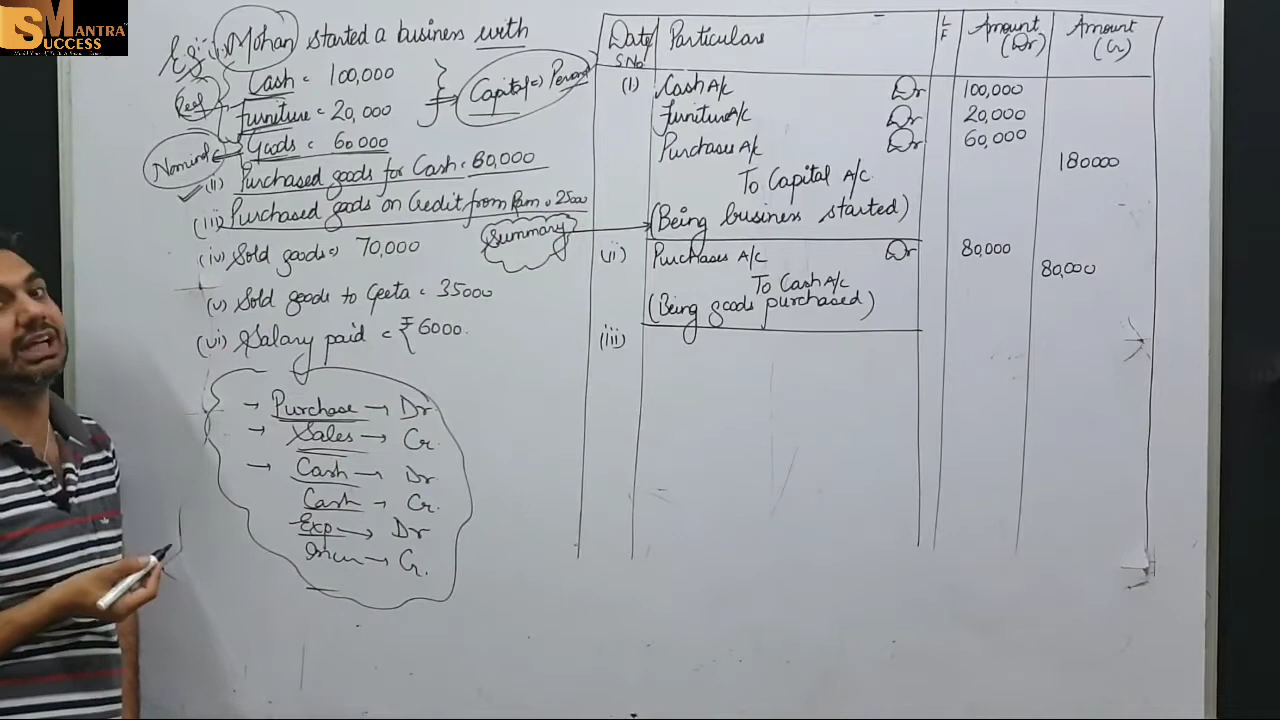 SMANTRA
SUCCESS
Eg:- (i) Mohan started a business with
Cash = 100,000
Real
Furniture = 20,000
Capital => Personal
Nominal
Goods = 60000
(ii) Purchased goods for Cash = 80,000
(iii) Purchased goods on Credit from Ram = 25000
Summary
(iv) Sold goods = 70,000
(v) Sold goods to Geeta = 35000
(vi) Salary paid = ₹6000.
→ Purchase → Dr
→ Sales → Cr.
→ Cash → Dr
Cash → Cr.
Exp → Dr
Incm → Cr.
Date Particulars L F Amount Amount
S.No (Dr) (Cr)
(i) Cash A/c Dr 100,000
Furniture A/c Dr 20,000
Purchases A/c Dr 60,000
To Capital A/c. 180000
(Being business started)
(ii) Purchases A/c Dr 80,000
To Cash A/c 80,000
(Being goods purchased)
(iii)